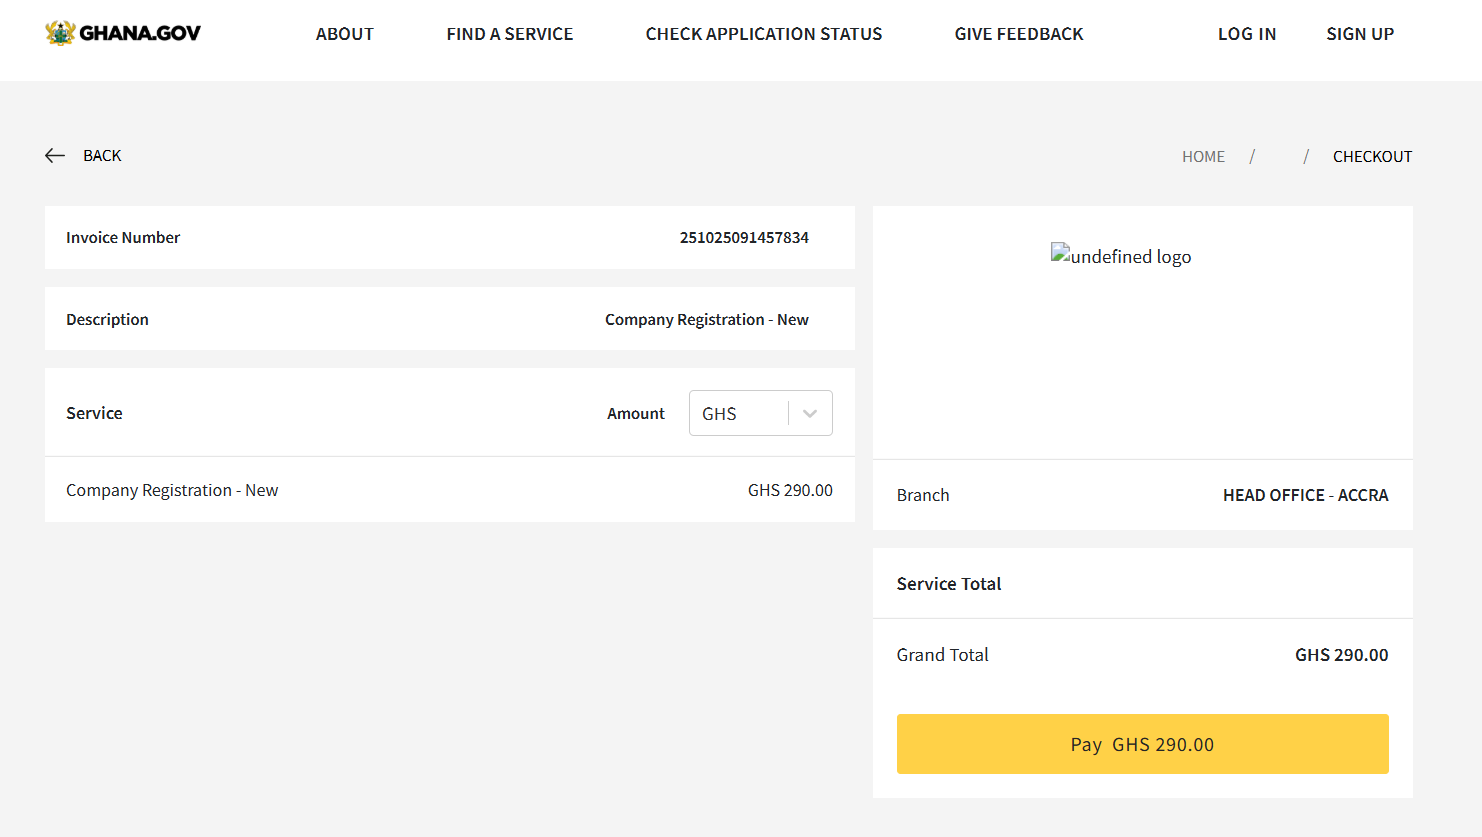 GHANA.GOV
ABOUT
FIND A SERVICE
CHECK APPLICATION STATUS
GIVE FEEDBACK
LOG IN
SIGN UP
BACK
HOME / / CHECKOUT
Invoice Number 251025091457834
Description Company Registration - New
Service Amount GHS
Company Registration - New GHS 290.00
undefined logo
Branch HEAD OFFICE - ACCRA
Service Total
Grand Total GHS 290.00
Pay GHS 290.00